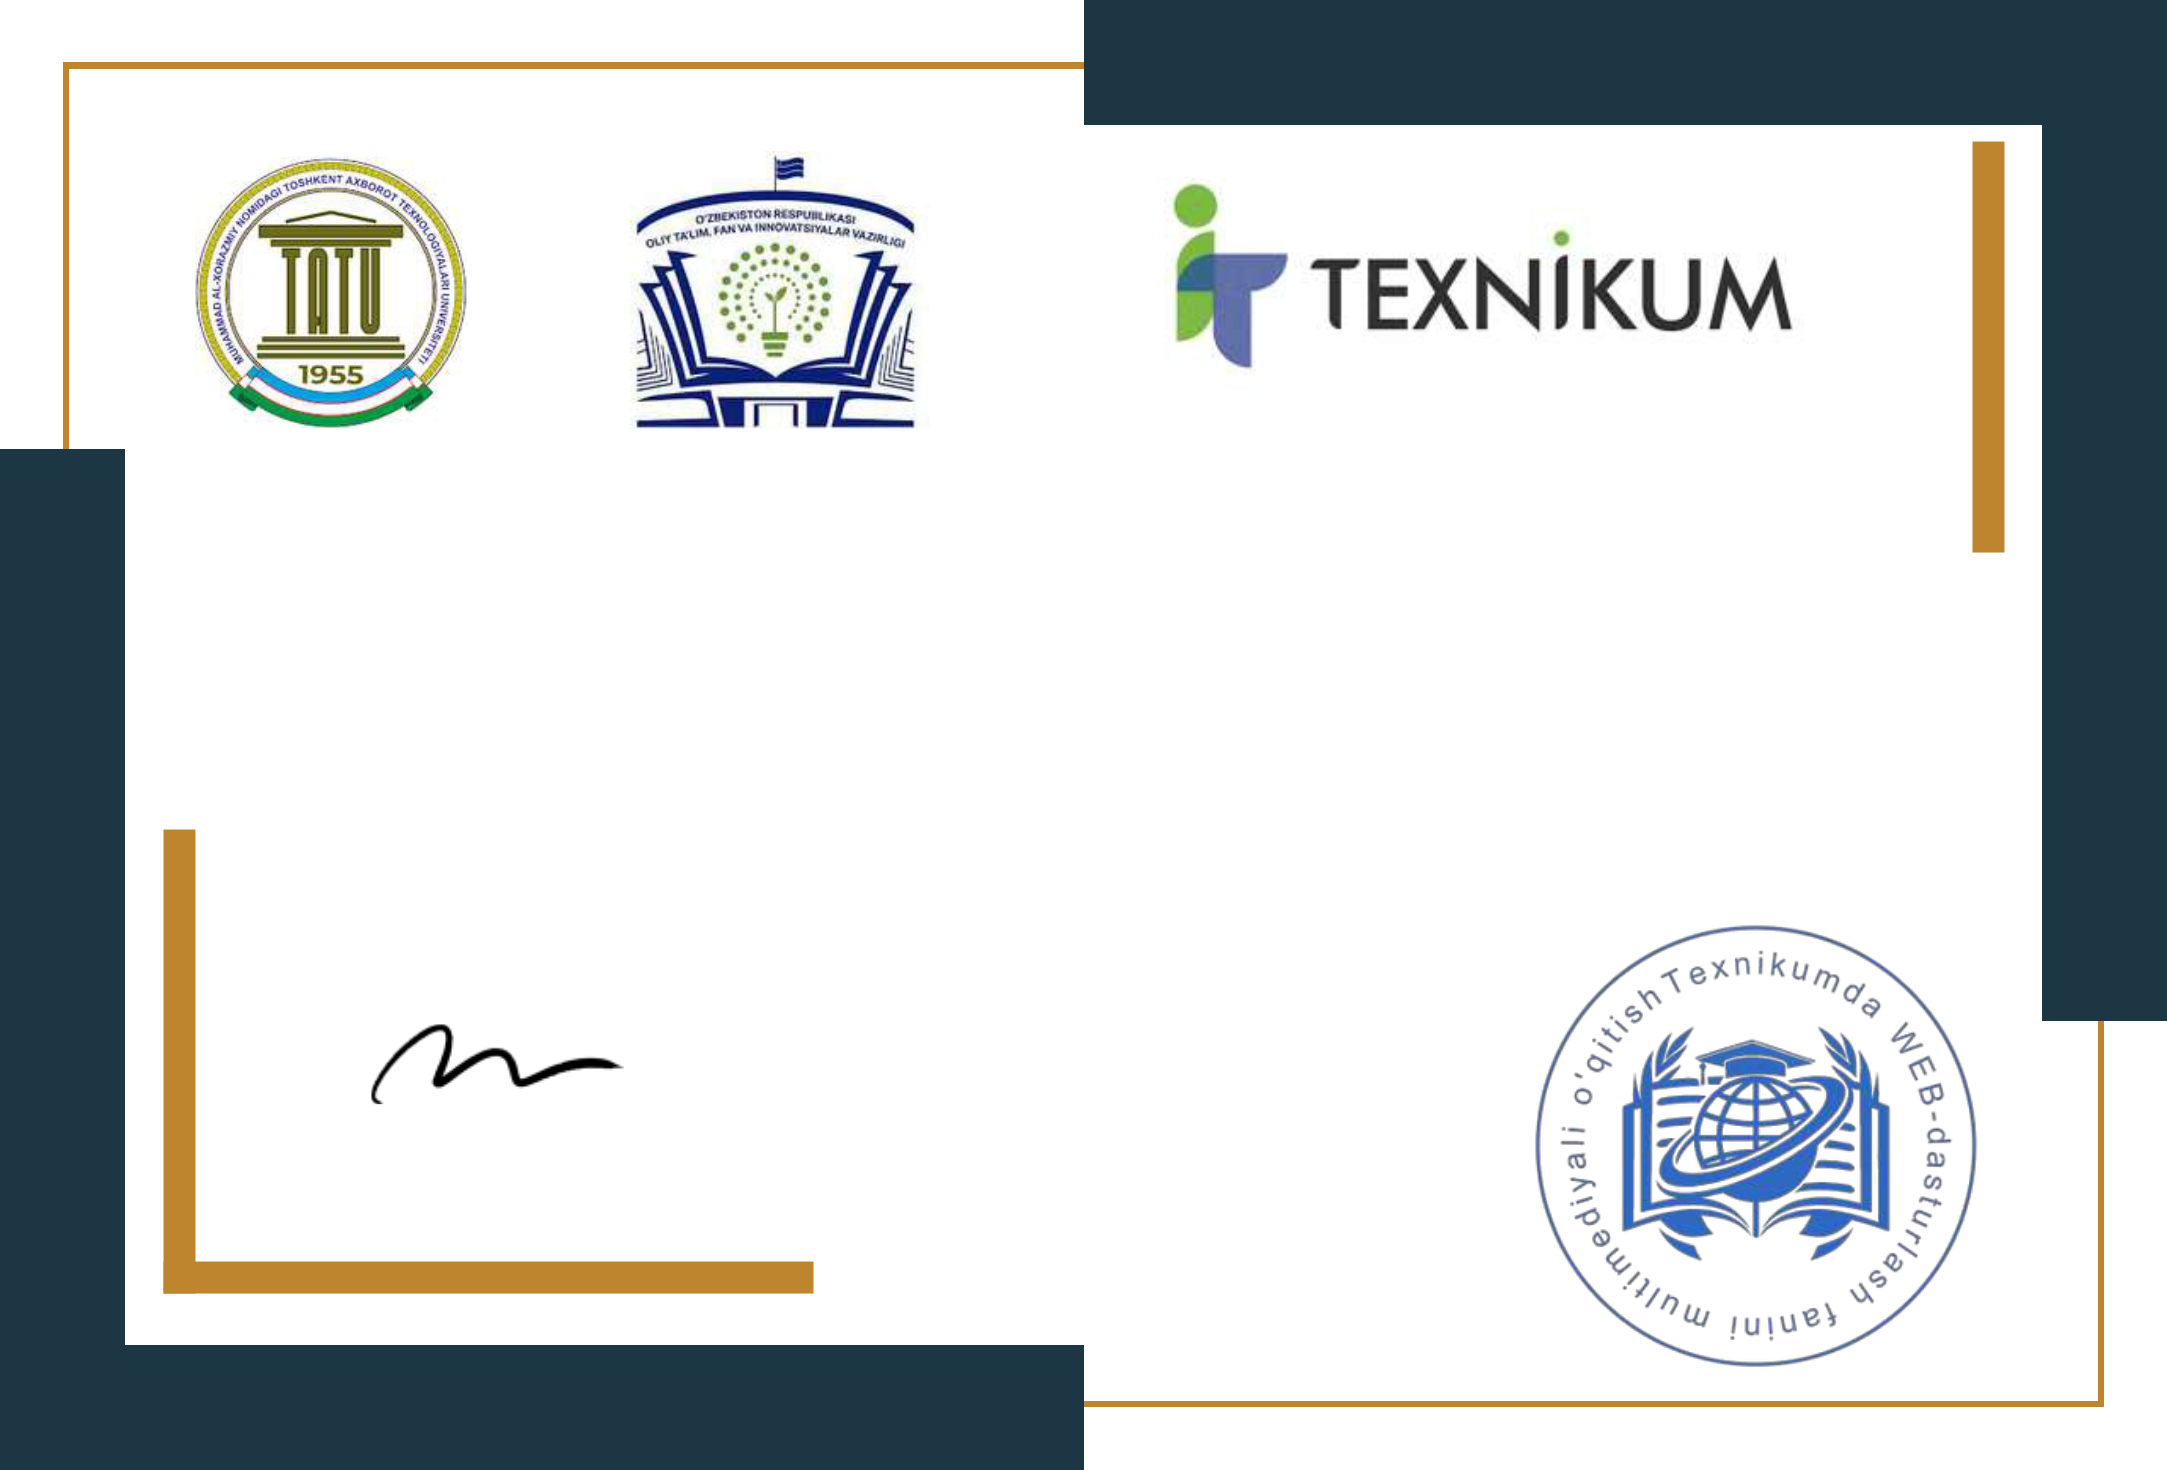 MUHAMMAD AL-XORAZMIY NOMIDAGI TOSHKENT AXBOROT TEXNOLOGIYALARI UNIVERSITETI
TATU
1955
O'ZBEKISTON RESPUBLIKASI
OLIY TA'LIM, FAN VA INNOVATSIYALAR VAZIRLIGI
TEXNIKUM
Texnikumda WEB-dasturlash fanini multimediyali o'qitish